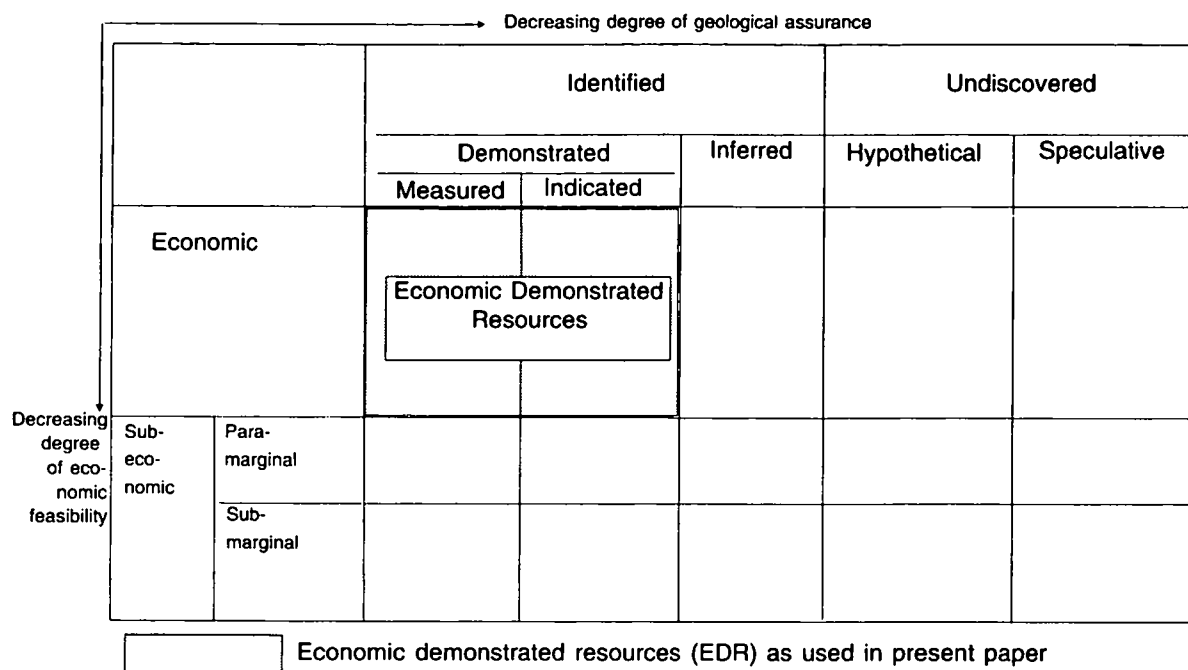 Decreasing degree of geological assurance
Identified
Undiscovered
Demonstrated
Inferred
Hypothetical
Speculative
Measured
Indicated
Economic
Economic Demonstrated
Resources
Decreasing
degree
of eco-
nomic
feasibility
Sub-
eco-
nomic
Para-
marginal
Sub-
marginal
Economic demonstrated resources (EDR) as used in present paper